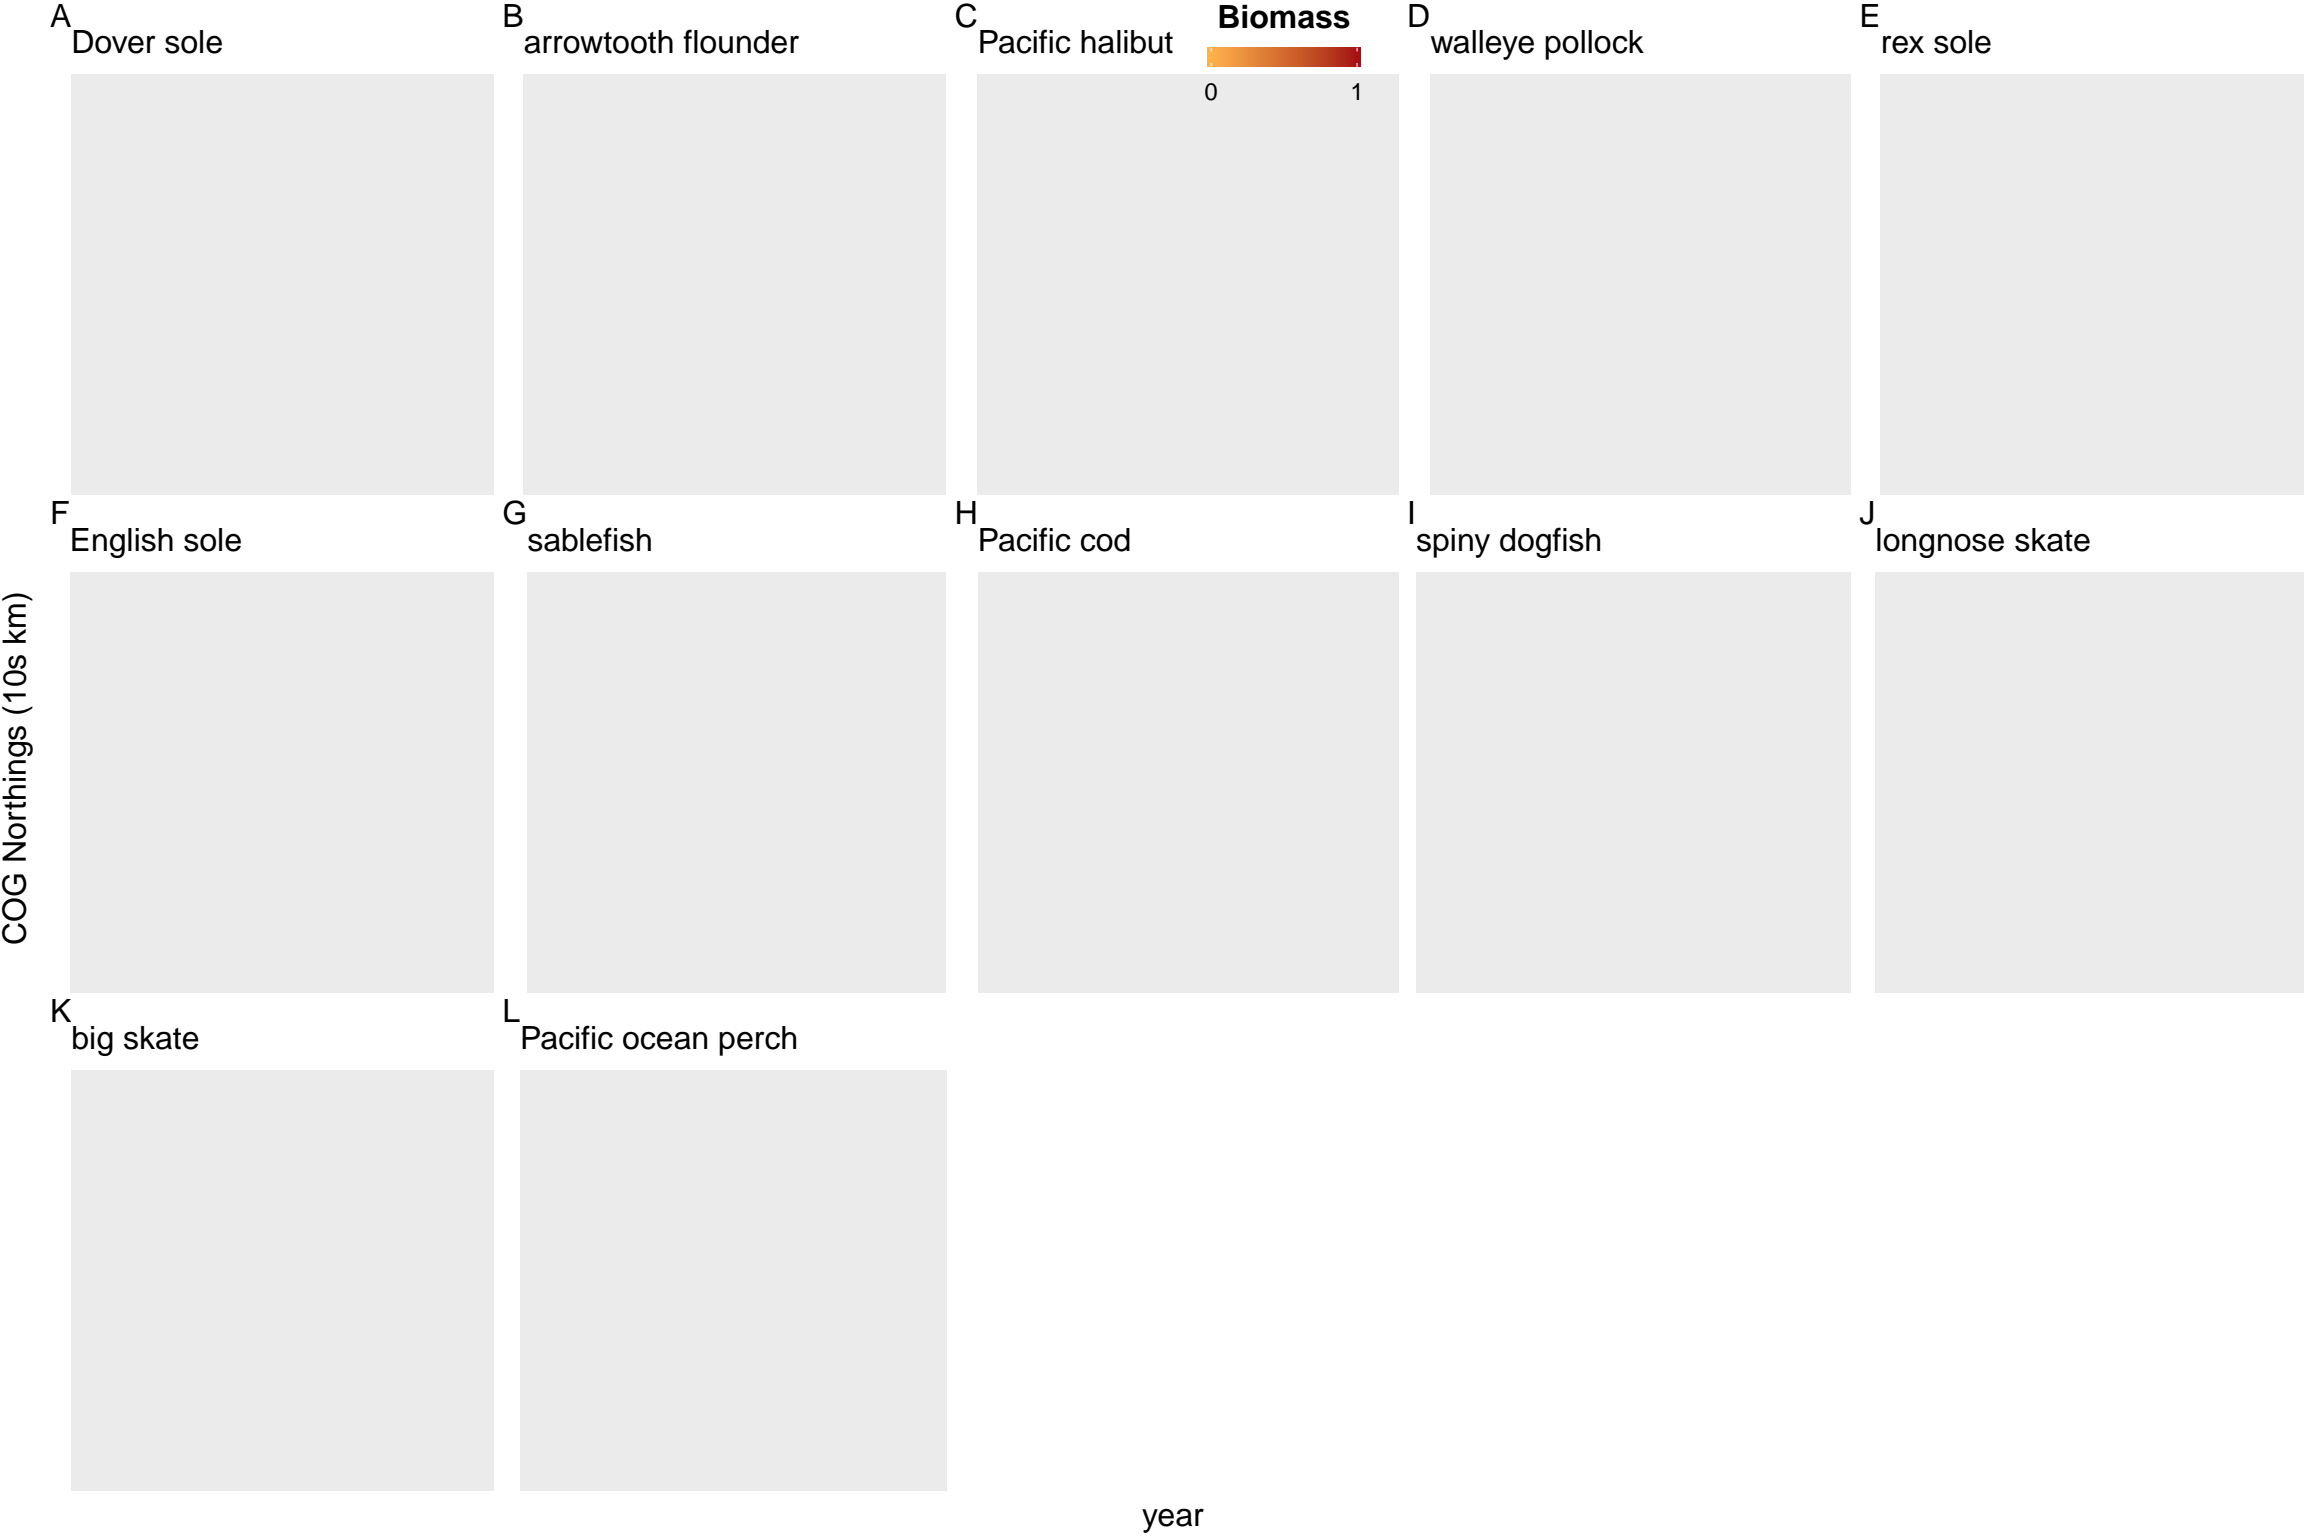 A
Dover sole
B
arrowtooth flounder
C
Pacific halibut
Biomass
0 1
D
walleye pollock
E
rex sole
F
English sole
G
sablefish
H
Pacific cod
I
spiny dogfish
J
longnose skate
COG Northings (10s km)
K
big skate
L
Pacific ocean perch
year